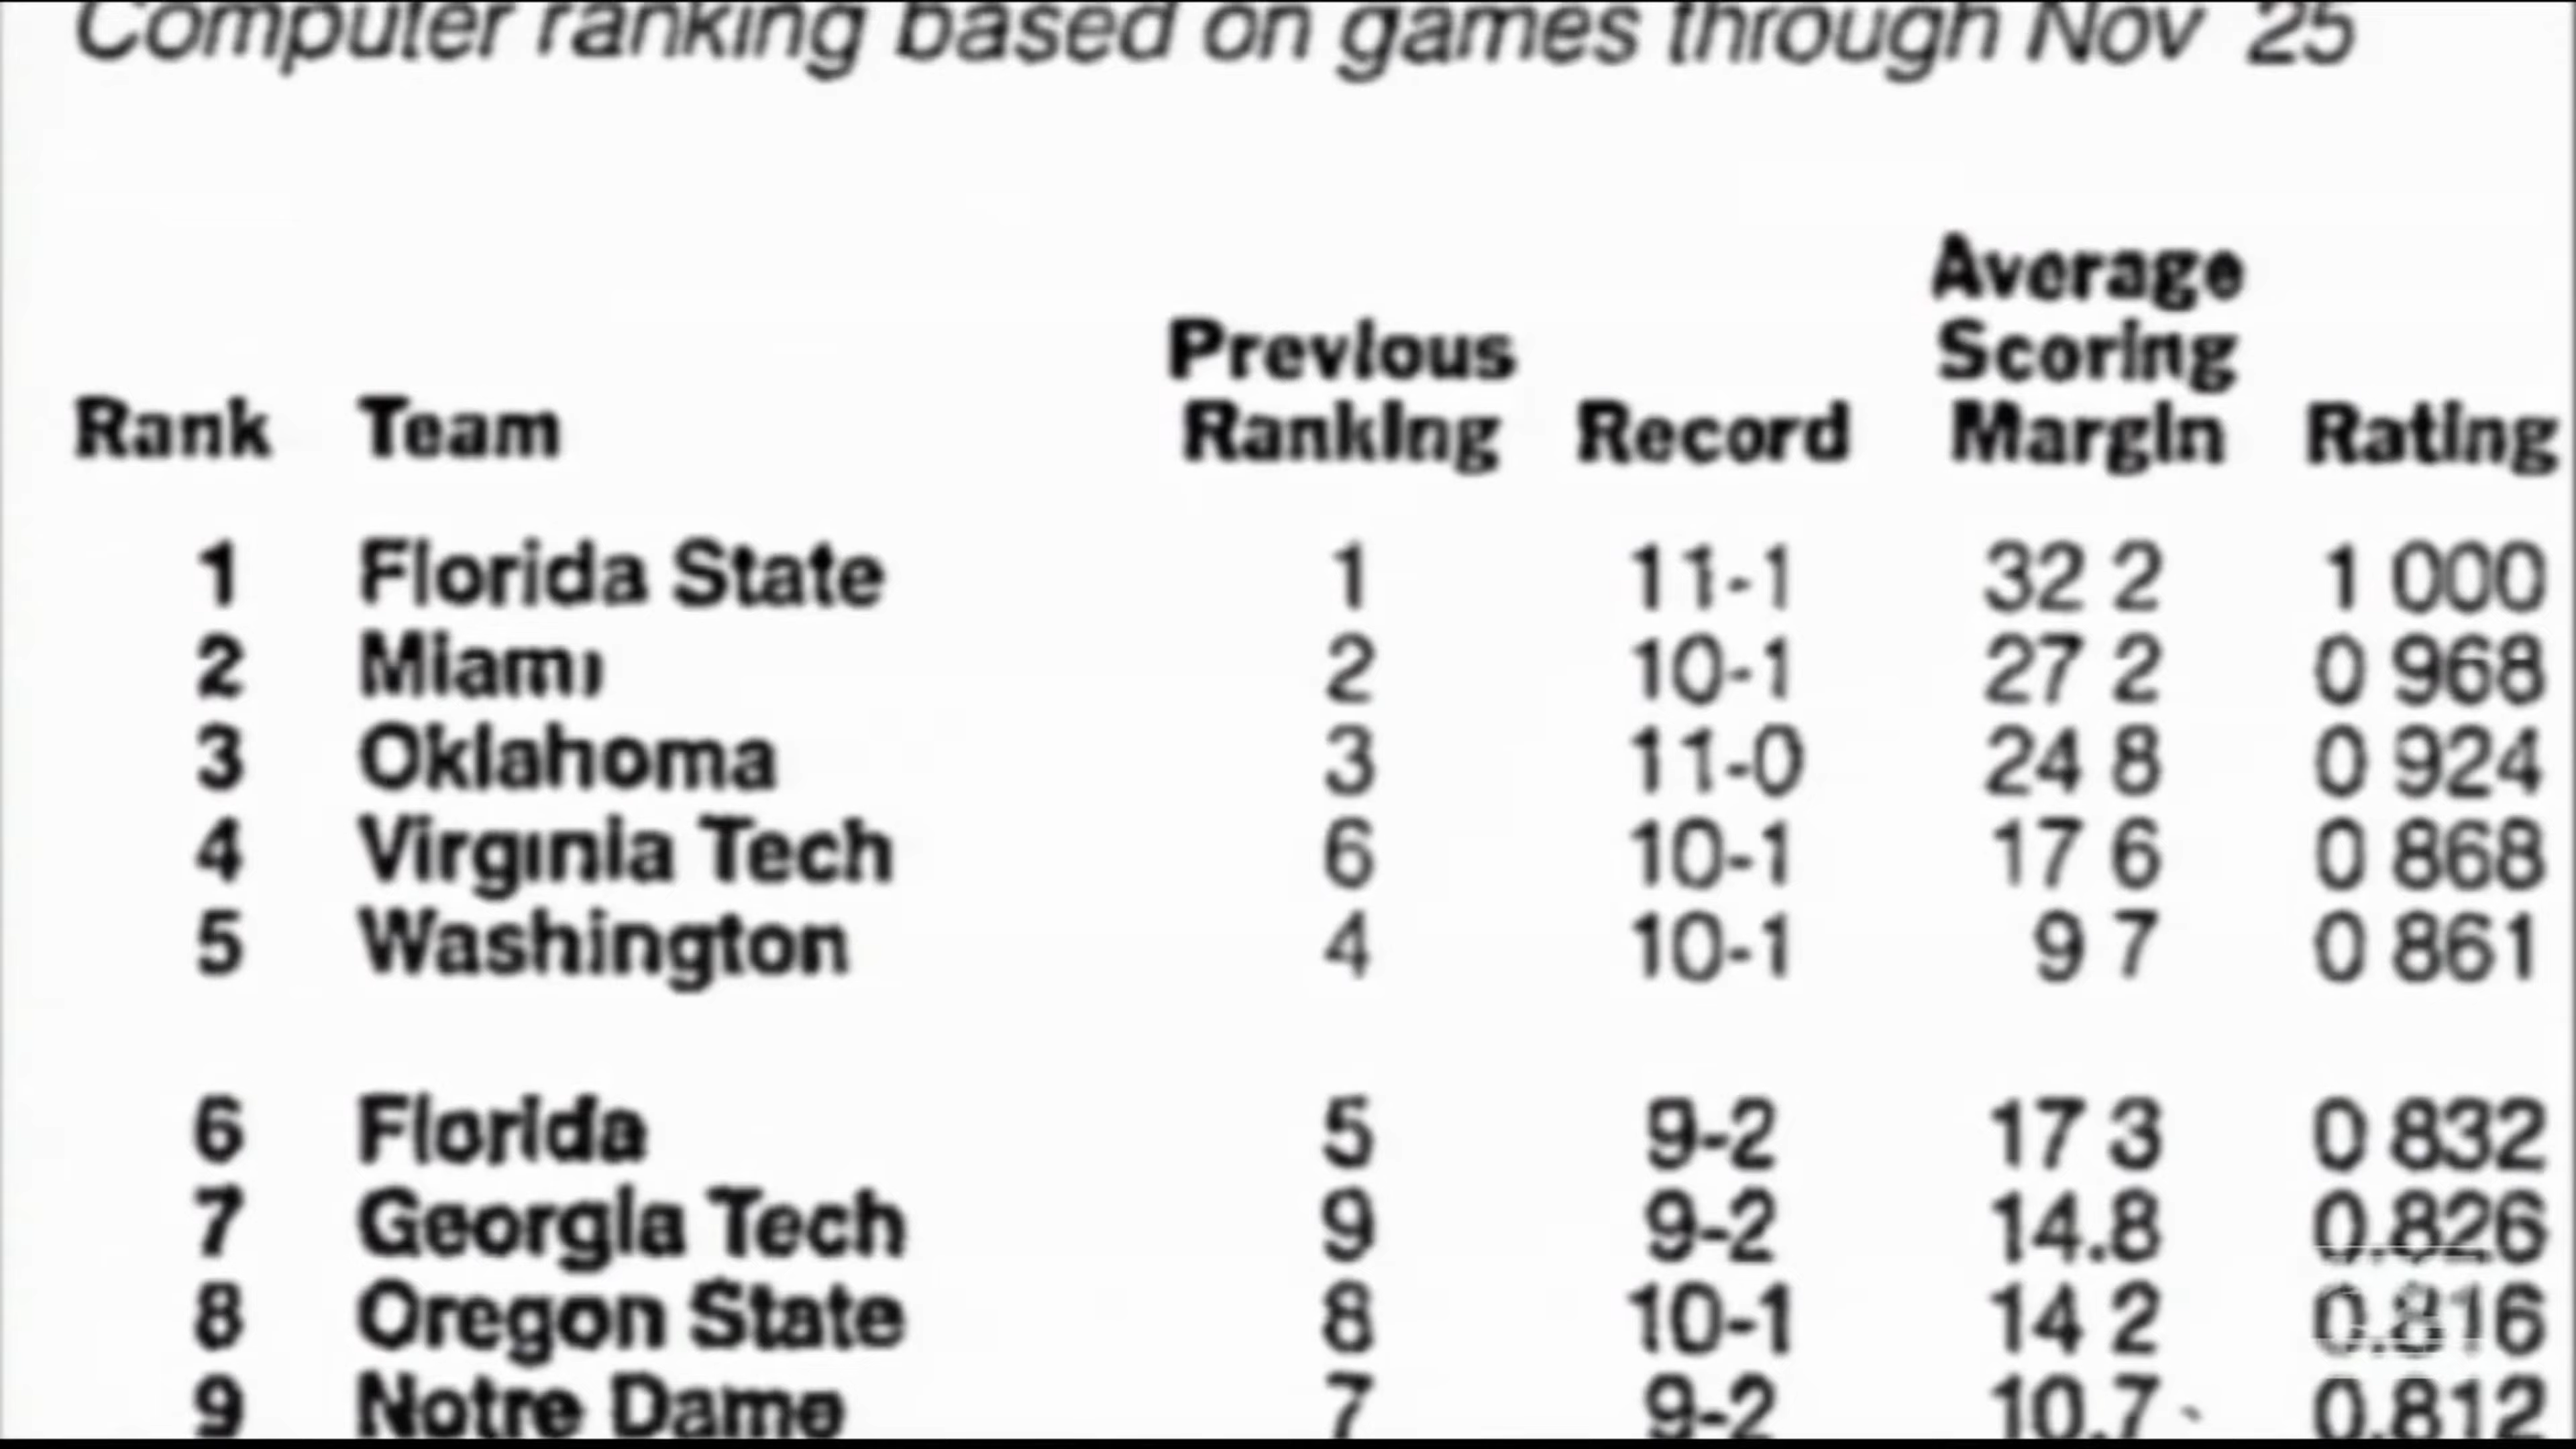 Computer ranking based on games through Nov 25
Average
Previous Scoring
Rank Team Ranking Record Margin Rating
1 Florida State 1 11-1 32 2 1 000
2 Miami 2 10-1 27 2 0 968
3 Oklahoma 3 11-0 24 8 0 924
4 Virginia Tech 6 10-1 17 6 0 868
5 Washington 4 10-1 9 7 0 861
6 Florida 5 9-2 17 3 0 832
7 Georgia Tech 9 9-2 14.8 0.826
8 Oregon State 8 10-1 14 2 0.816
9 Notre Dame 7 9-2 10.7 0.812